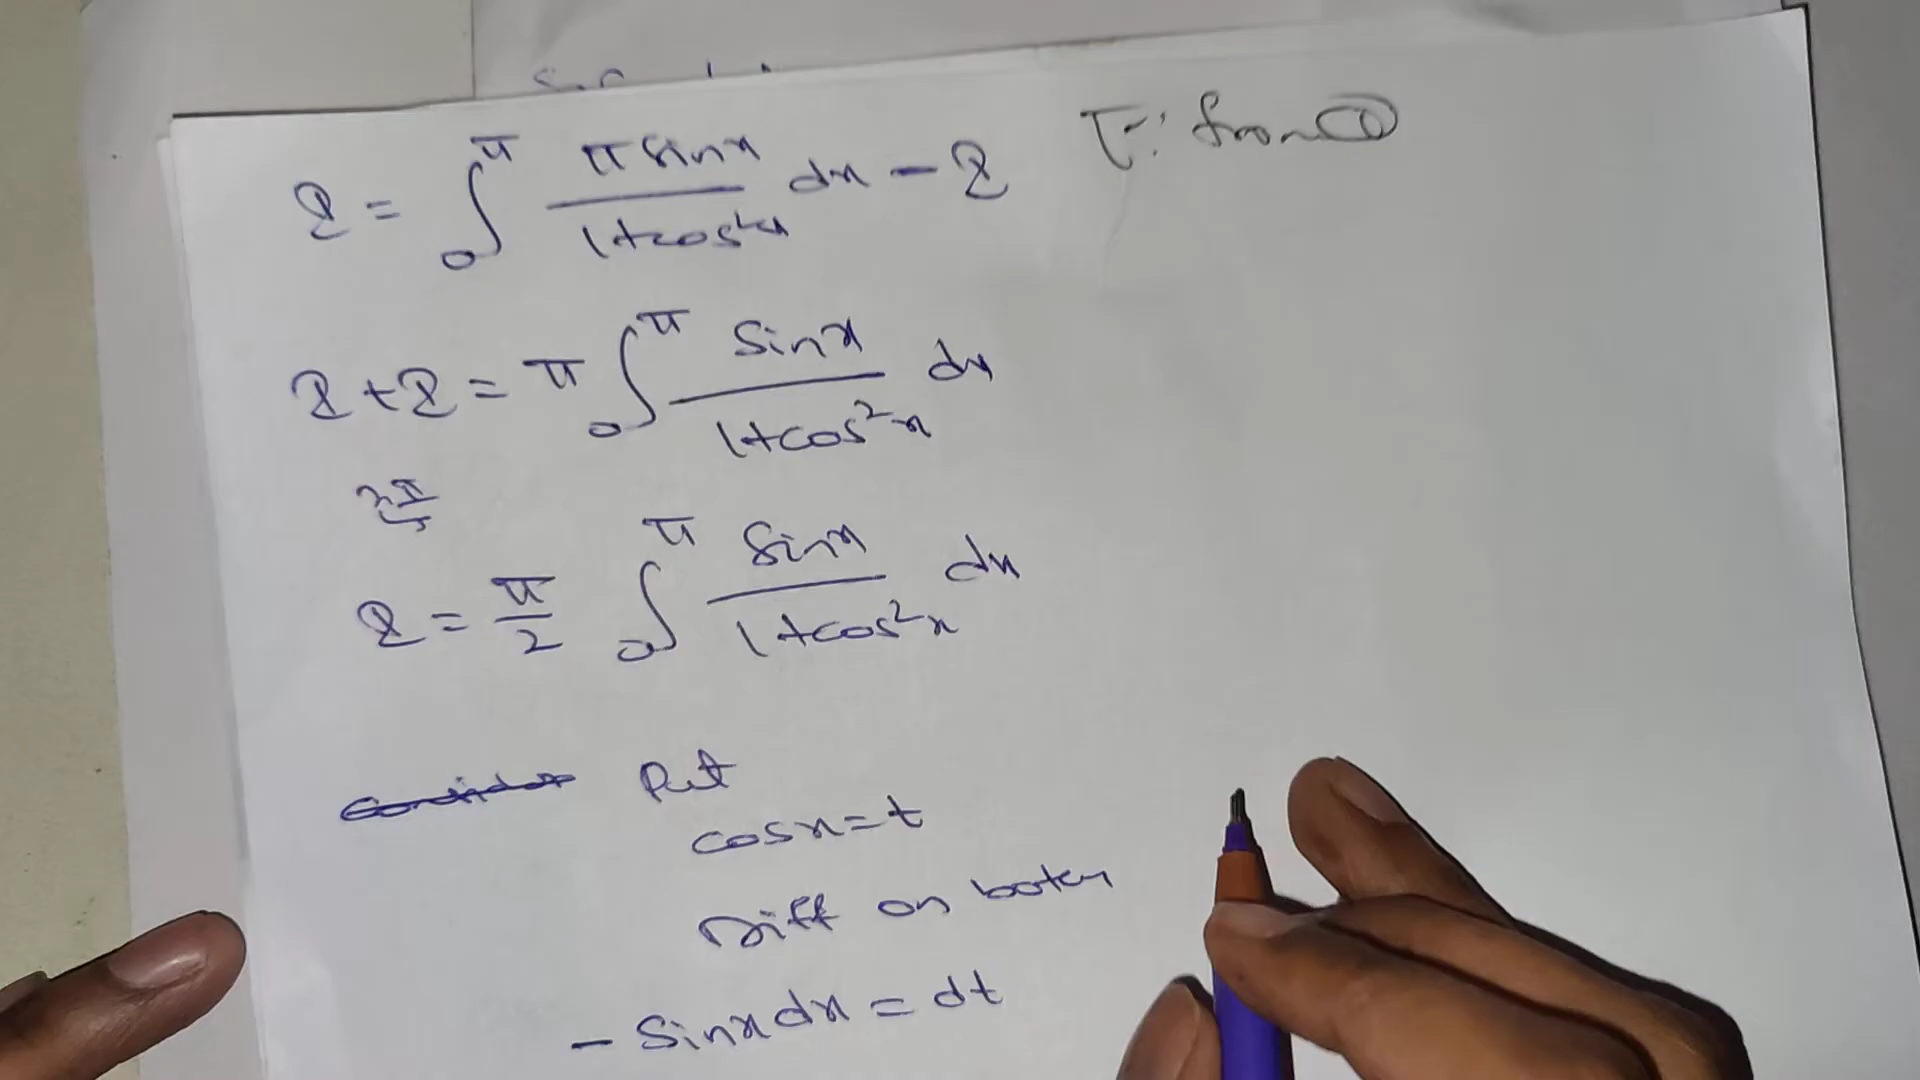 I = ∫₀^π π sinx / 1+cos²x dx - I [∵ from ①
I + I = π ∫₀^π sinx / 1+cos²x dx
I = π/2 ∫₀^π sinx / 1+cos²x dx
Put
cosx = t
Diff on both
- sinx dx = dt